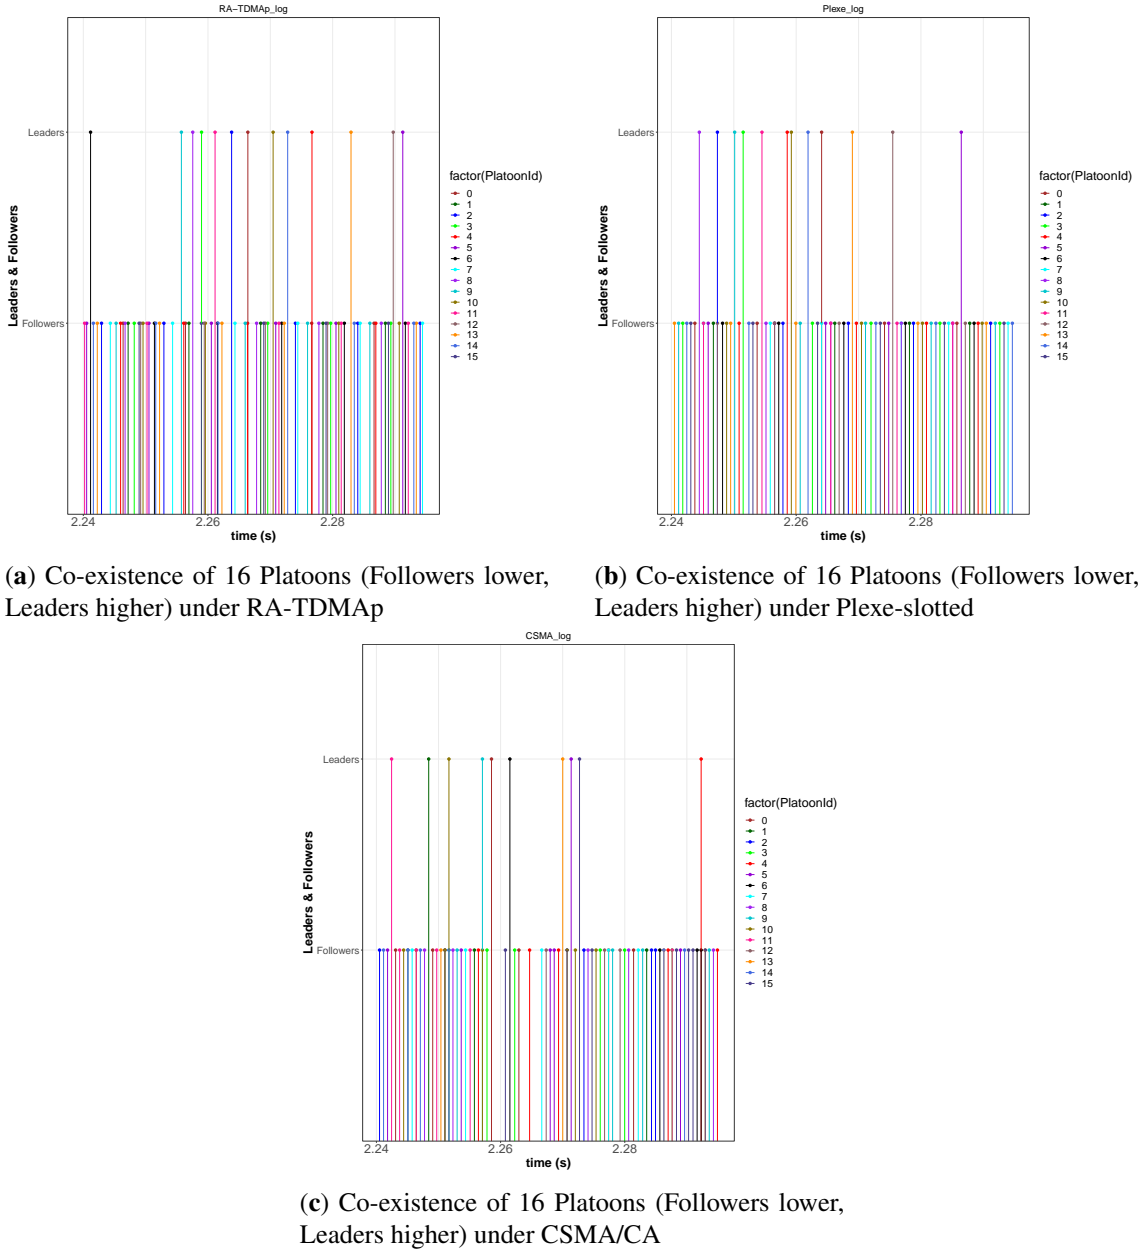 RA-TDMAp_log
Leaders & Followers
Leaders
Followers
2.24 2.26 2.28
time (s)
factor(PlatoonId)
0
1
2
3
4
5
6
7
8
9
10
11
12
13
14
15
(a) Co-existence of 16 Platoons (Followers lower,
Leaders higher) under RA-TDMAp
Plexe_log
Leaders & Followers
Leaders
Followers
2.24 2.26 2.28
time (s)
factor(PlatoonId)
0
1
2
3
4
5
6
7
8
9
10
11
12
13
14
15
(b) Co-existence of 16 Platoons (Followers lower,
Leaders higher) under Plexe-slotted
CSMA_log
Leaders & Followers
Leaders
Followers
2.24 2.26 2.28
time (s)
factor(PlatoonId)
0
1
2
3
4
5
6
7
8
9
10
11
12
13
14
15
(c) Co-existence of 16 Platoons (Followers lower,
Leaders higher) under CSMA/CA